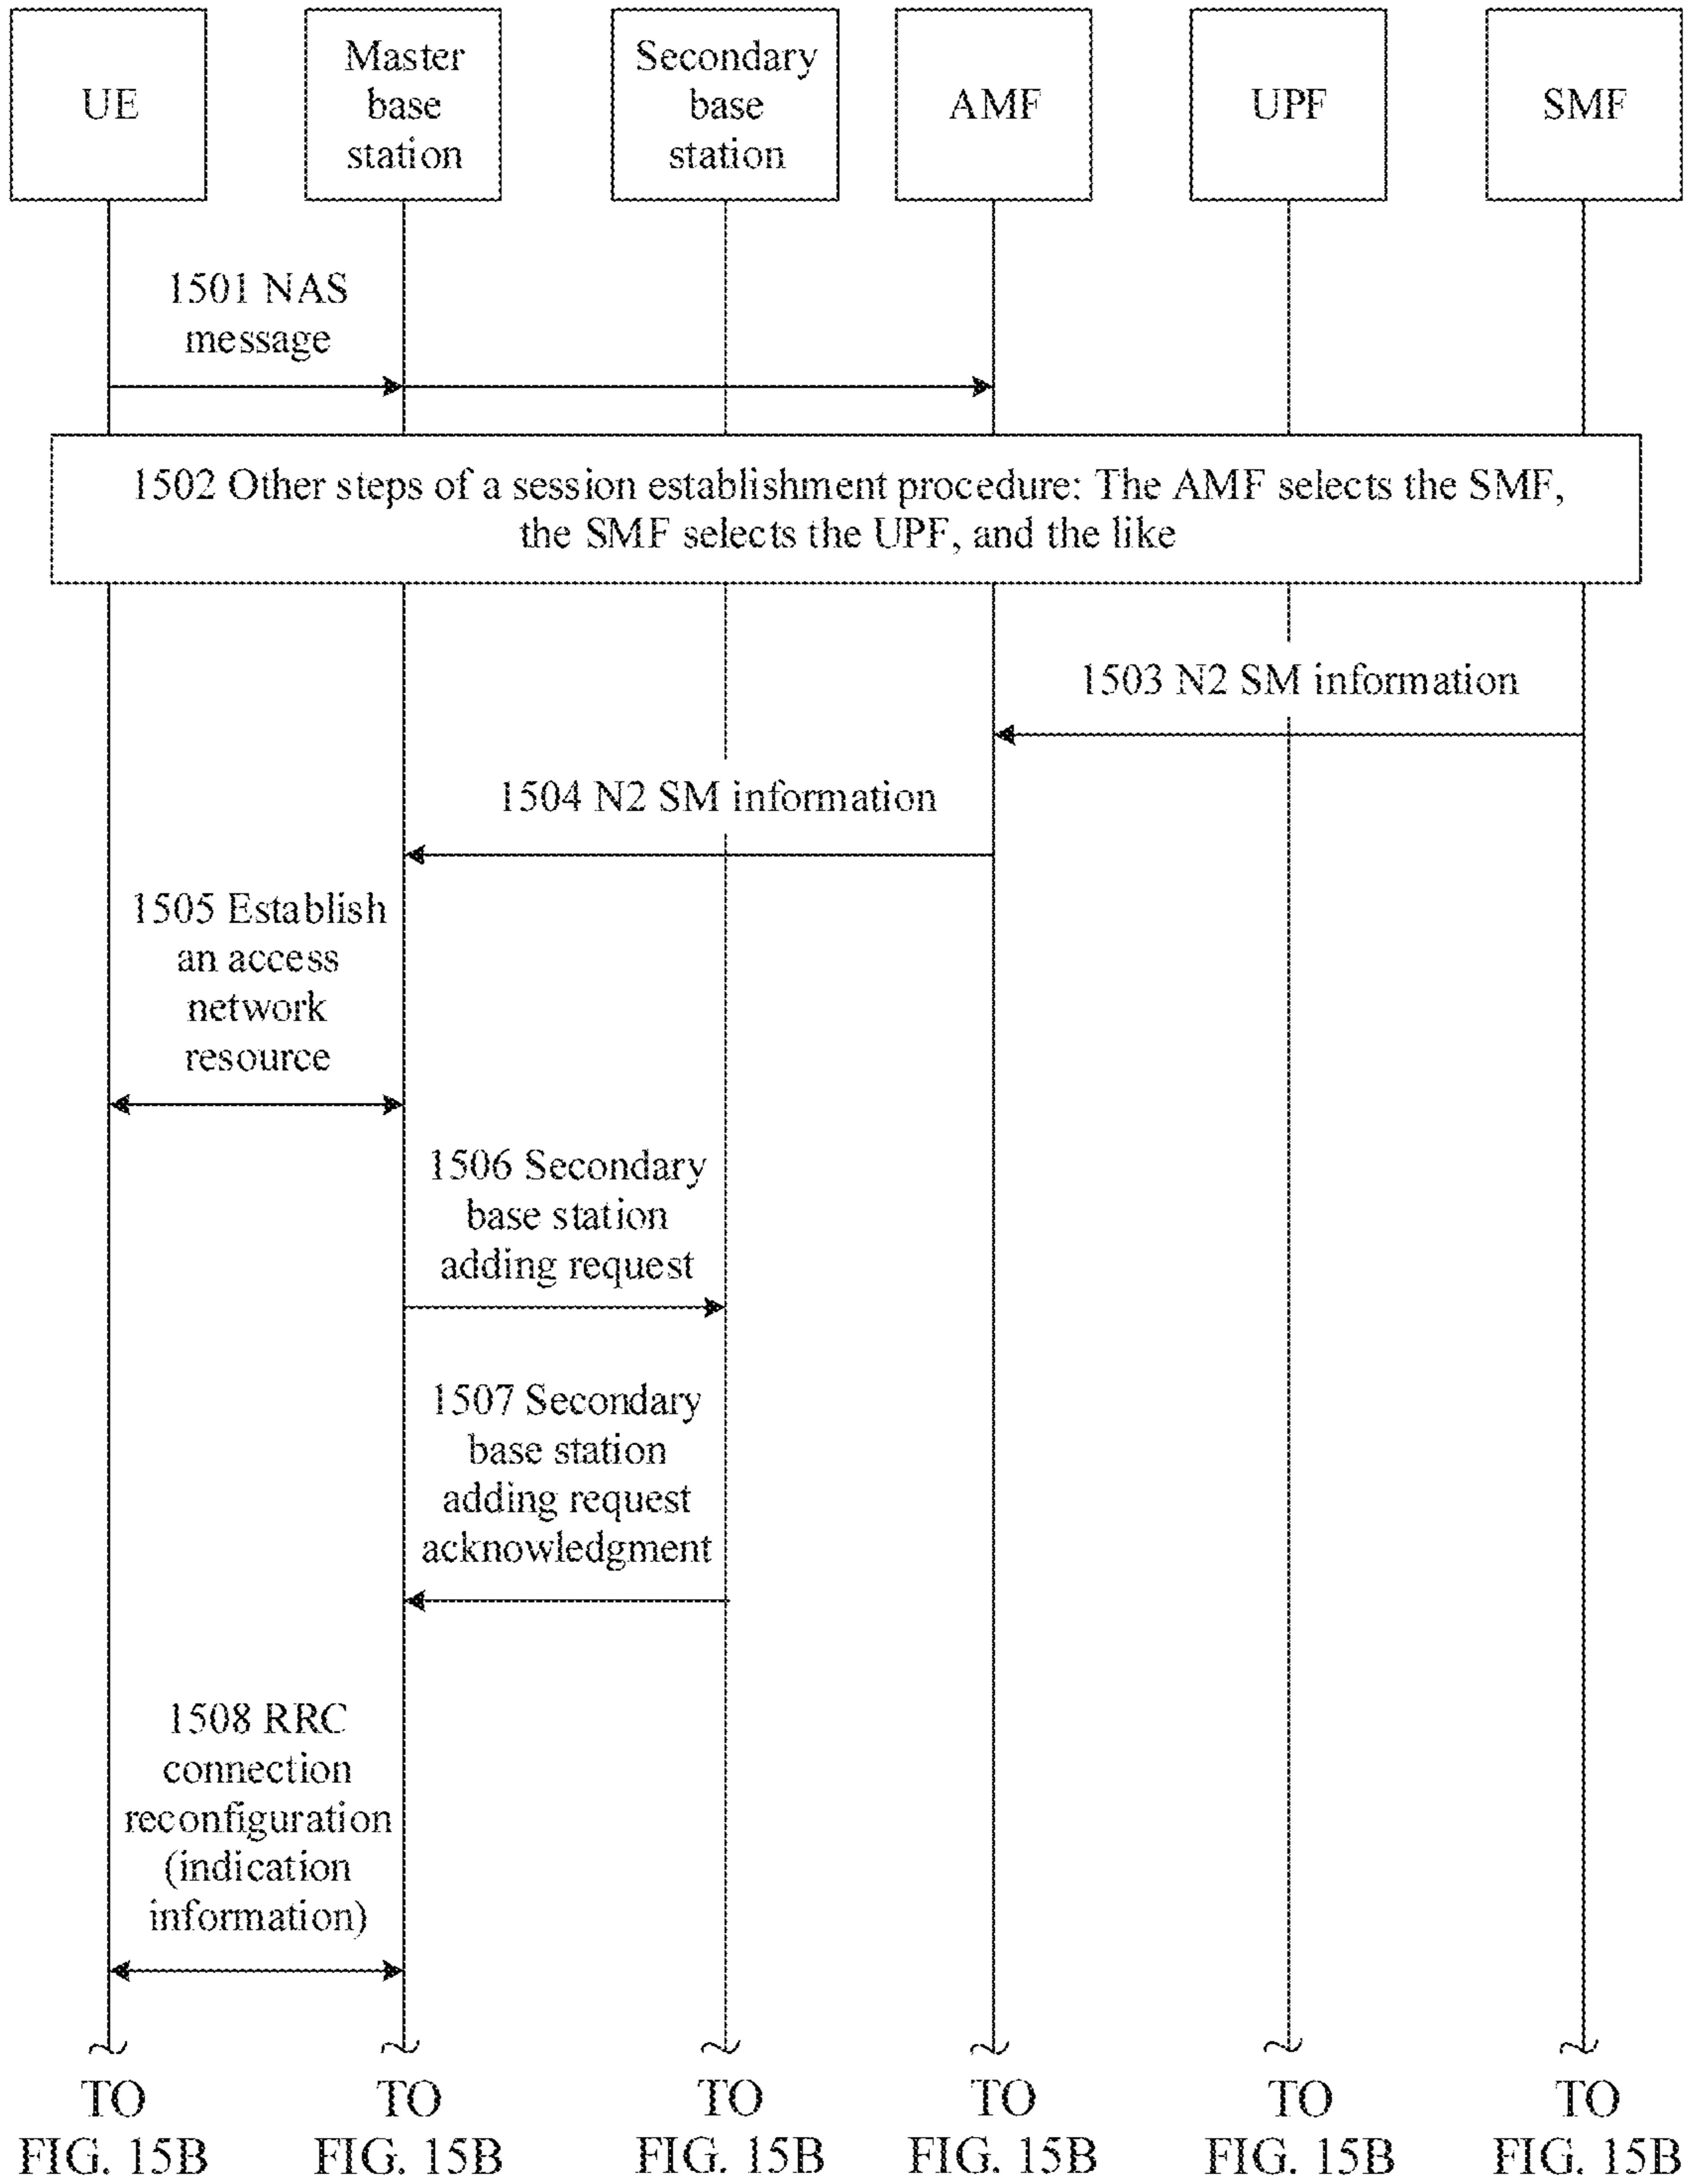 UE
Master
base
station
Secondary
base
station
AMF
UPF
SMF
1501 NAS
message
1502 Other steps of a session establishment procedure: The AMF selects the SMF,
the SMF selects the UPF, and the like
1503 N2 SM information
1504 N2 SM information
1505 Establish
an access
network
resource
1506 Secondary
base station
adding request
1507 Secondary
base station
adding request
acknowledgment
1508 RRC
connection
reconfiguration
(indication
information)
TO
FIG. 15B
TO
FIG. 15B
TO
FIG. 15B
TO
FIG. 15B
TO
FIG. 15B
TO
FIG. 15B